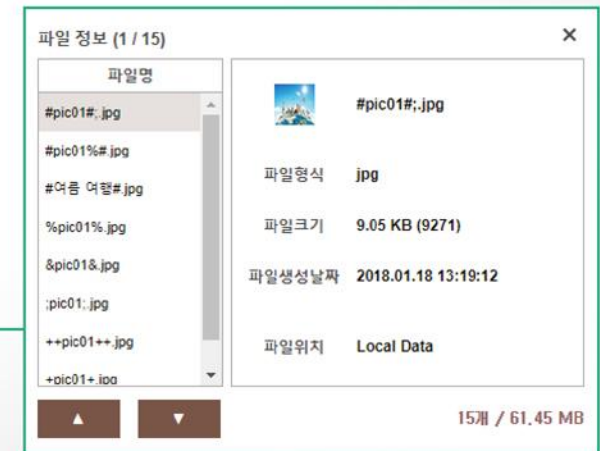 파일 정보 (1 / 15)
×
파일명
#pic01#;.jpg
#pic01%#.jpg
#여름 여행#.jpg
%pic01%.jpg
&pic01&.jpg
;pic01;.jpg
++pic01++.jpg
+pic01+.jpg
#pic01#;.jpg
파일형식 jpg
파일크기 9.05 KB (9271)
파일생성날짜 2018.01.18 13:19:12
파일위치 Local Data
▲ ▼
15개 / 61,45 MB